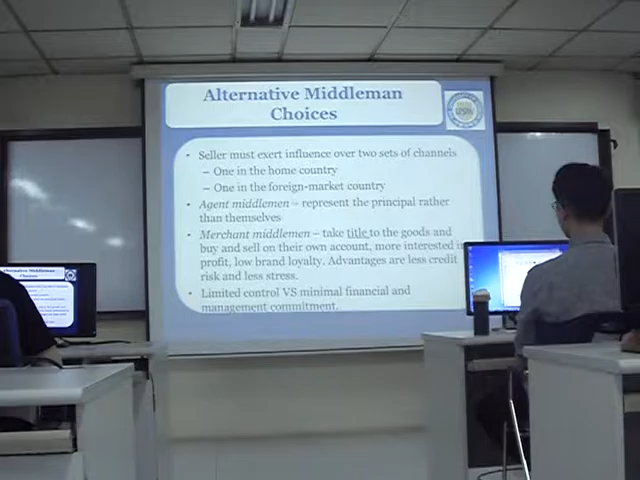 Alternative Middleman
Choices
• Seller must exert influence over two sets of channels
– One in the home country
– One in the foreign-market country
• Agent middlemen – represent the principal rather
than themselves
• Merchant middlemen – take title to the goods and
buy and sell on their own account, more interested in
profit, low brand loyalty. Advantages are less credit
risk and less stress.
• Limited control VS minimal financial and
management commitment.
Alternative Middleman
Choices